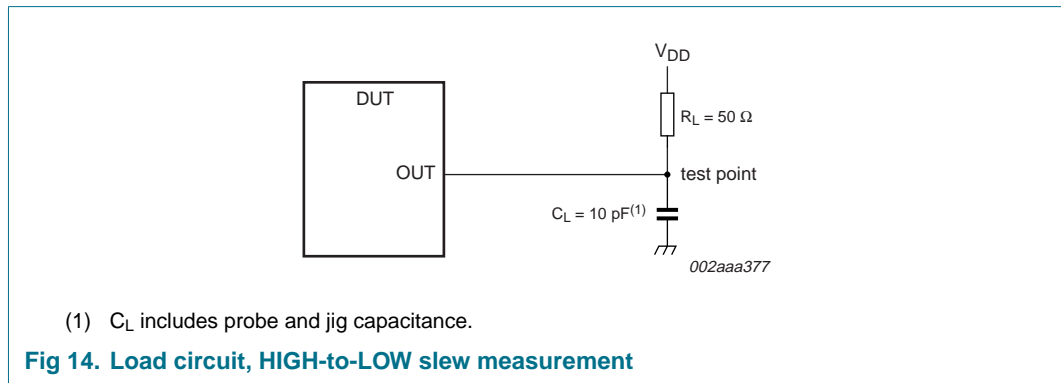 V_DD
DUT
R_L = 50 Ω
OUT
test point
C_L = 10 pF(1)
002aaa377
(1) C_L includes probe and jig capacitance.
Fig 14. Load circuit, HIGH-to-LOW slew measurement